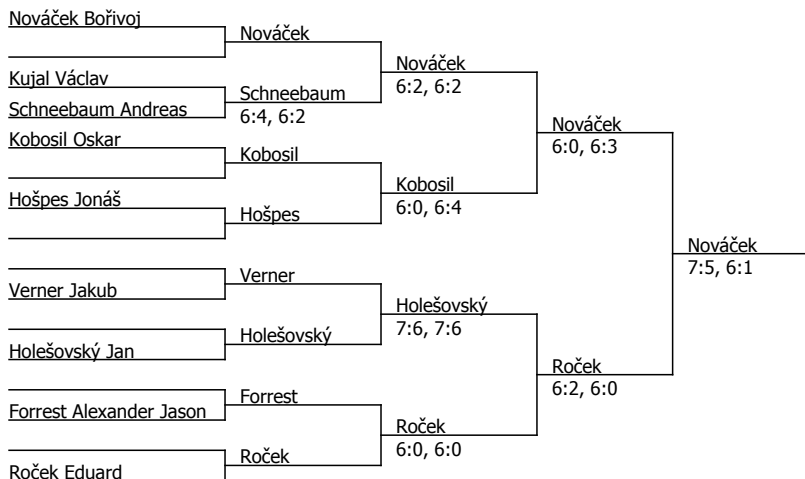 Nováček Bořivoj
Nováček
Nováček
6:2, 6:2
Kujal Václav
Schneebaum
6:4, 6:2
Schneebaum Andreas
Nováček
6:0, 6:3
Kobosil Oskar
Kobosil
Kobosil
6:0, 6:4
Hošpes Jonáš
Hošpes
Nováček
7:5, 6:1
Verner
Verner Jakub
Holešovský
7:6, 7:6
Holešovský
Holešovský Jan
Roček
6:2, 6:0
Forrest
Forrest Alexander Jason
Roček
6:0, 6:0
Roček
Roček Eduard